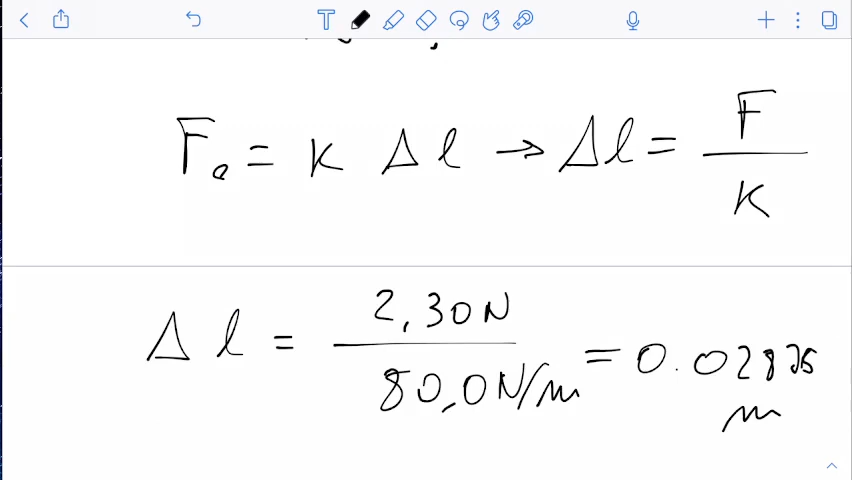 Fe = K Δl → Δl = F / K
Δl = 2,30N / 80,0N/m = 0.02875 m